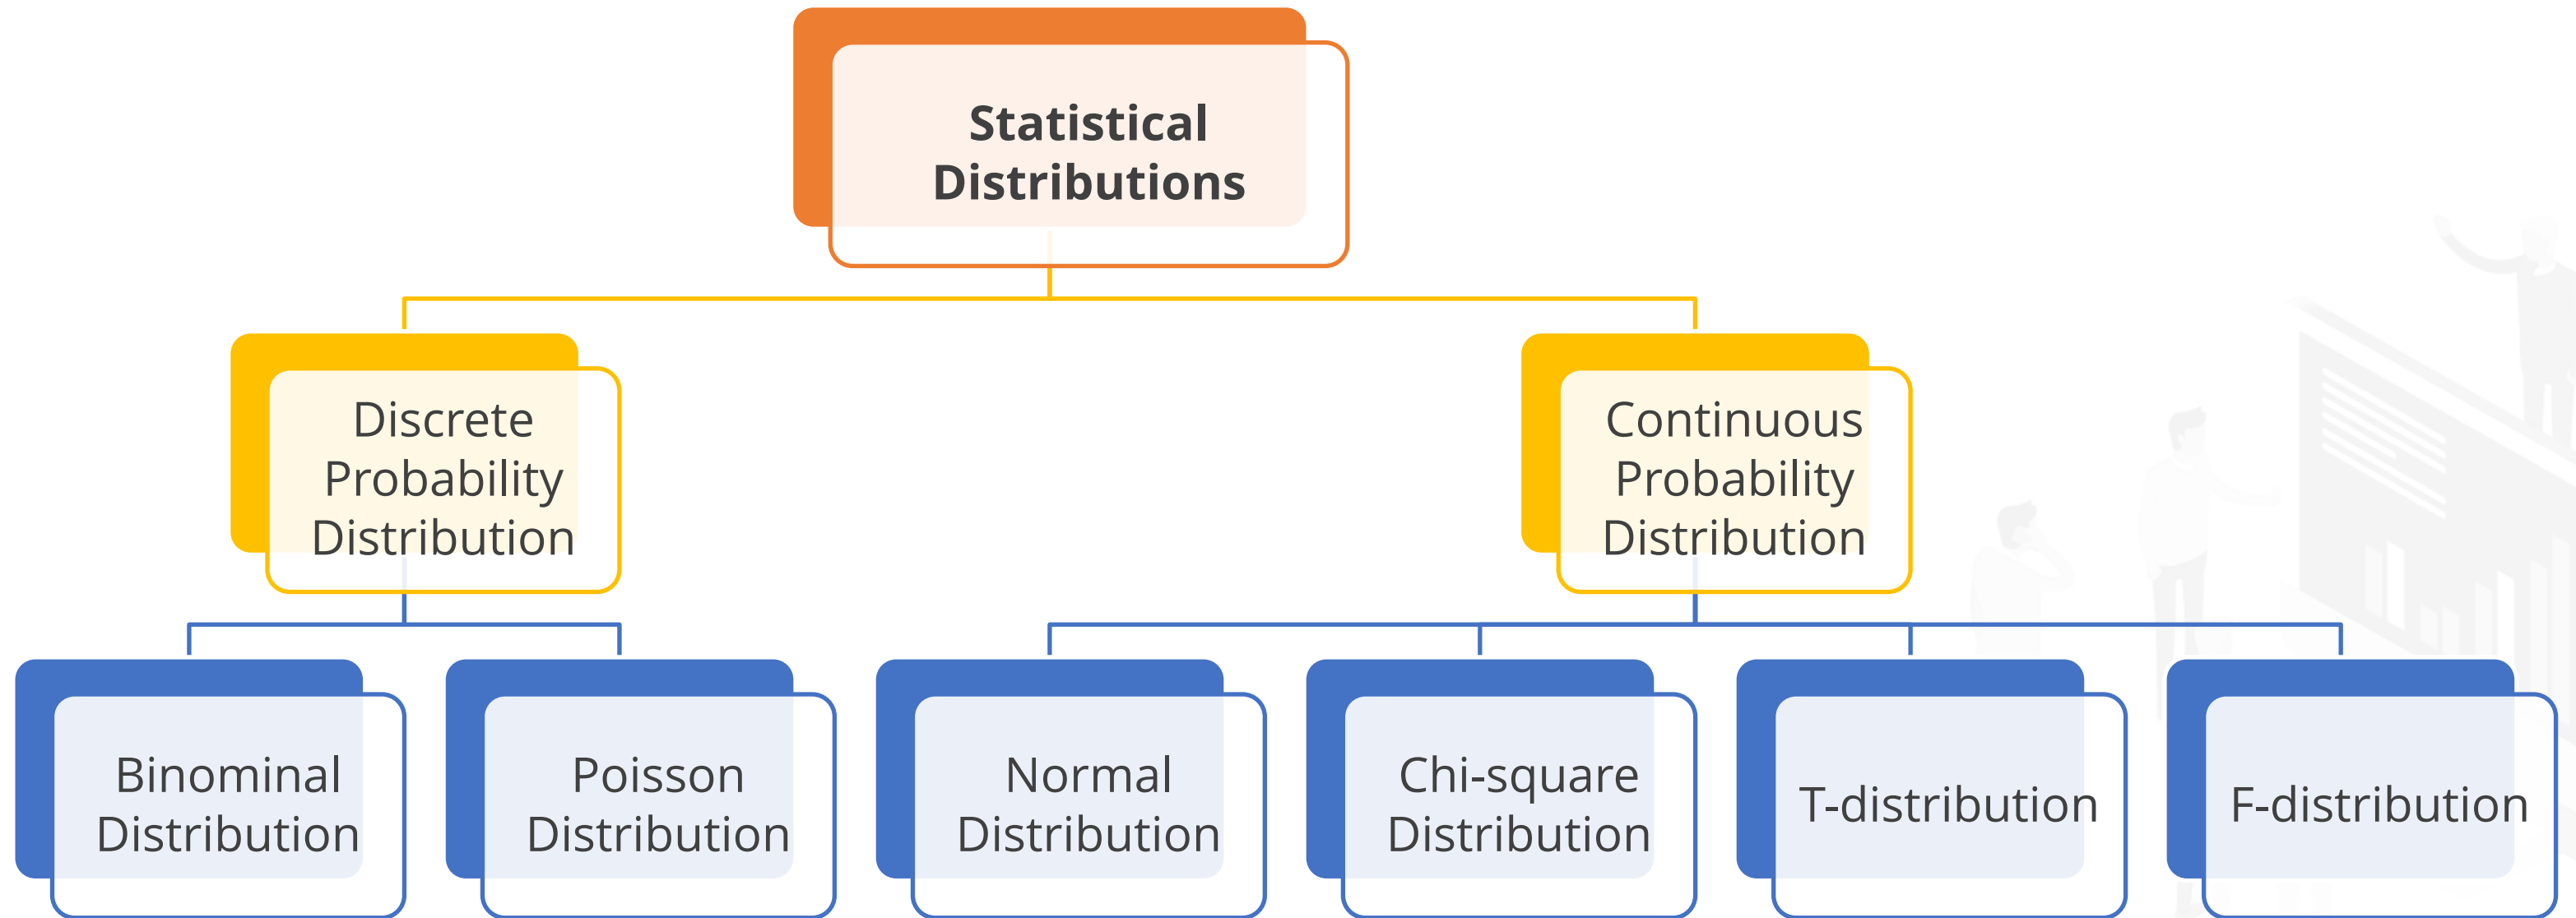 Statistical
Distributions
Discrete
Probability
Distribution
Continuous
Probability
Distribution
Binominal
Distribution
Poisson
Distribution
Normal
Distribution
Chi-square
Distribution
T-distribution
F-distribution